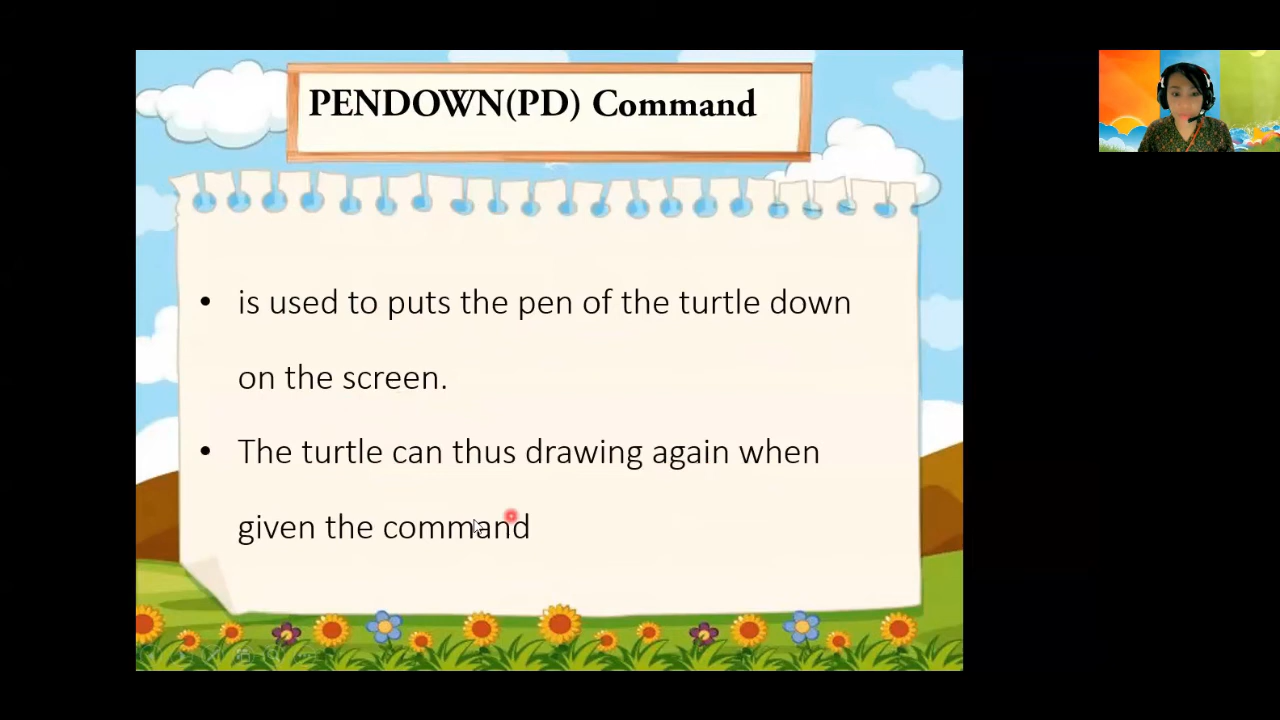 PENDOWN(PD) Command
• is used to puts the pen of the turtle down
on the screen.
• The turtle can thus drawing again when
given the command